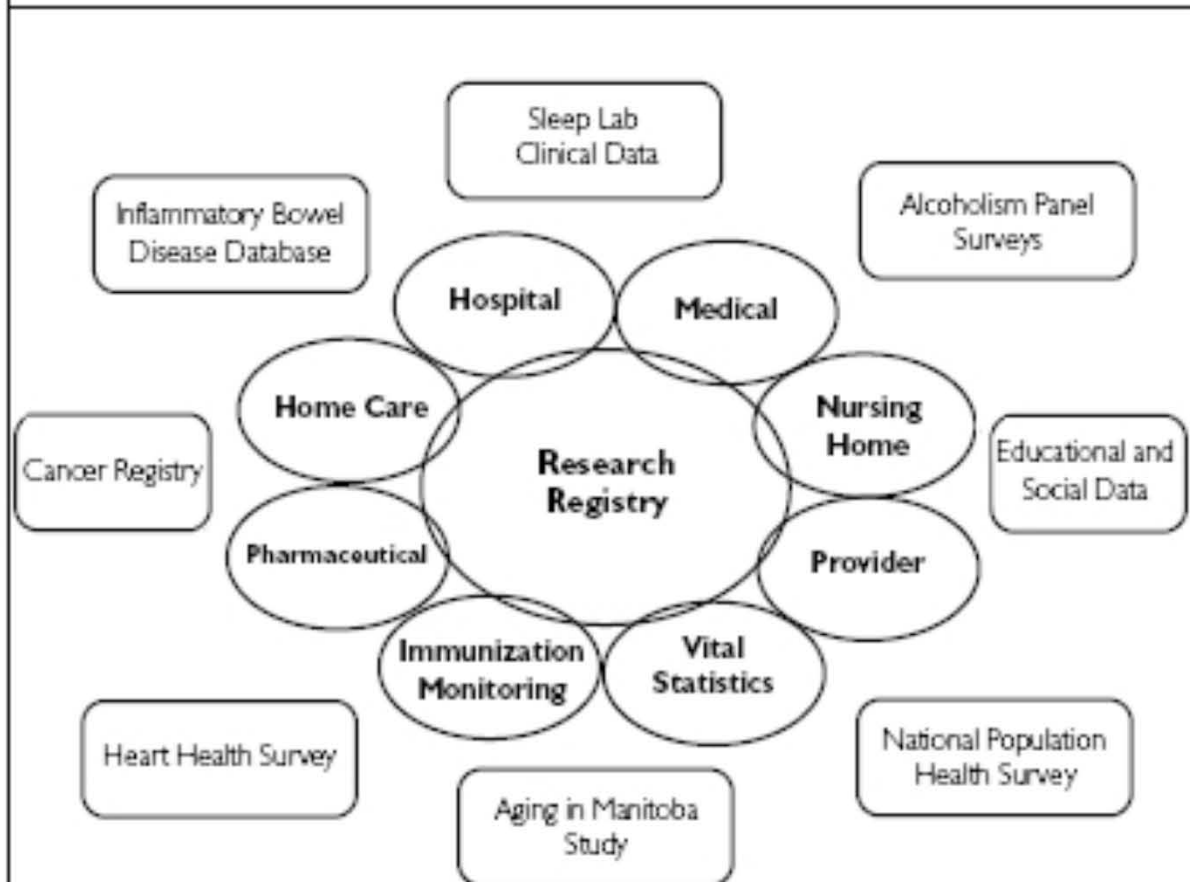 Sleep Lab
Clinical Data
Inflammatory Bowel
Disease Database
Alcoholism Panel
Surveys
Hospital
Medical
Home Care
Nursing
Home
Cancer Registry
Research
Registry
Educational and
Social Data
Pharmaceutical
Provider
Immunization
Monitoring
Vital
Statistics
Heart Health Survey
National Population
Health Survey
Aging in Manitoba
Study